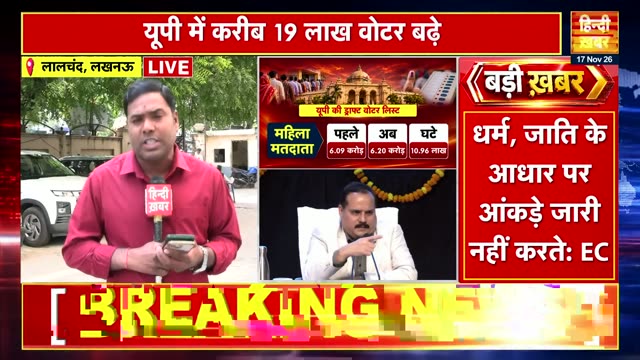 यूपी में करीब 19 लाख वोटर बढ़े
हिन्दी
ख़बर
17 Nov 26
लालचंद, लखनऊ
LIVE
यूपी की ड्राफ्ट वोटर लिस्ट
महिला
मतदाता
पहले
6.09 करोड़
अब
6.20 करोड़
घटे
10.96 लाख
बड़ी ख़बर
धर्म, जाति के
आधार पर
आंकड़े जारी
नहीं करते: EC
हिन्दी
ख़बर
BREAKING NEWS